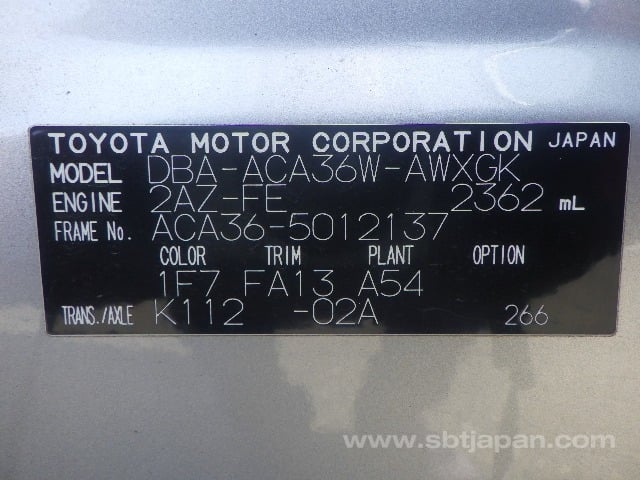 TOYOTA MOTOR CORPORATION JAPAN
MODEL DBA-ACA36W-AWXGK
ENGINE 2AZ-FE 2362 mL
FRAME No. ACA36-5012137
COLOR TRIM PLANT OPTION
1F7 FA13 A54
TRANS./AXLE K112 -02A 266
www.sbtjapan.com